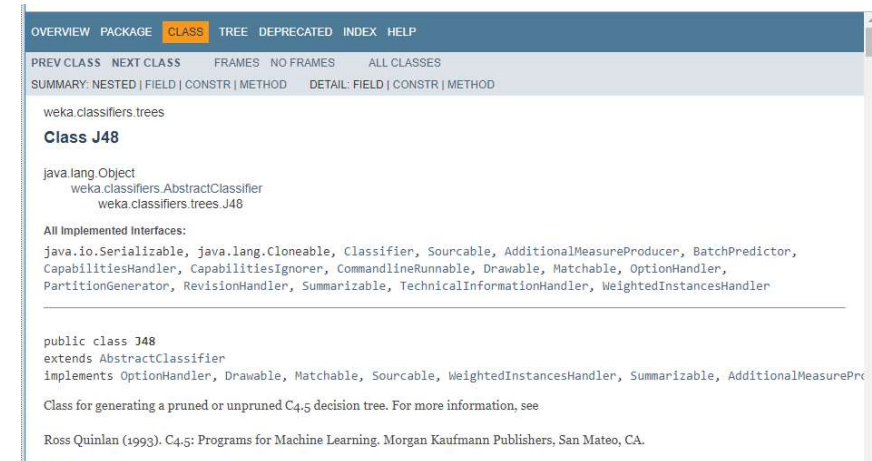 OVERVIEW PACKAGE CLASS TREE DEPRECATED INDEX HELP
PREV CLASS NEXT CLASS FRAMES NO FRAMES ALL CLASSES
SUMMARY: NESTED | FIELD | CONSTR | METHOD DETAIL: FIELD | CONSTR | METHOD
weka.classifiers.trees
Class J48
java.lang.Object
weka.classifiers.AbstractClassifier
weka.classifiers.trees.J48
All Implemented Interfaces:
java.io.Serializable, java.lang.Cloneable, Classifier, Sourcable, AdditionalMeasureProducer, BatchPredictor,
CapabilitiesHandler, CapabilitiesIgnorer, CommandlineRunnable, Drawable, Matchable, OptionHandler,
PartitionGenerator, RevisionHandler, Summarizable, TechnicalInformationHandler, WeightedInstancesHandler
public class J48
extends AbstractClassifier
implements OptionHandler, Drawable, Matchable, Sourcable, WeightedInstancesHandler, Summarizable, AdditionalMeasurePro
Class for generating a pruned or unpruned C4.5 decision tree. For more information, see
Ross Quinlan (1993). C4.5: Programs for Machine Learning. Morgan Kaufmann Publishers, San Mateo, CA.